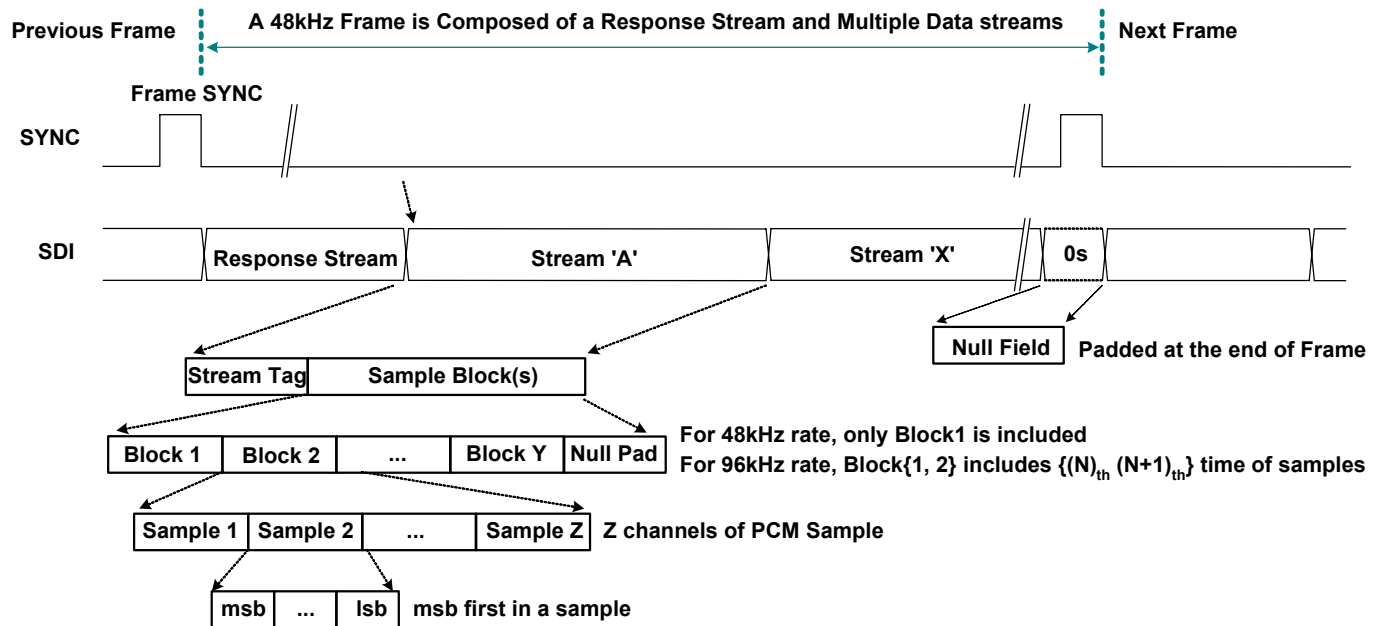 A 48kHz Frame is Composed of a Response Stream and Multiple Data streams
Previous Frame
Next Frame
Frame SYNC
SYNC
SDI
Response Stream
Stream 'A'
Stream 'X'
0s
Null Field
Padded at the end of Frame
Stream Tag
Sample Block(s)
Block 1
Block 2
...
Block Y
Null Pad
For 48kHz rate, only Block1 is included
For 96kHz rate, Block{1, 2} includes {(N)th (N+1)th} time of samples
Sample 1
Sample 2
...
Sample Z
Z channels of PCM Sample
msb
...
lsb
msb first in a sample